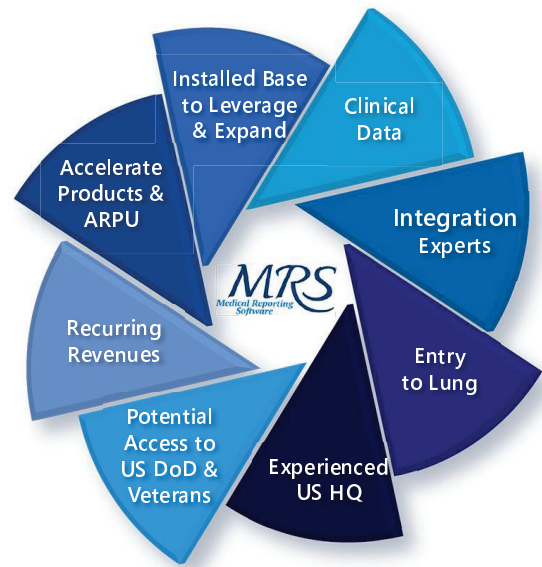 Installed Base
to Leverage
& Expand
Clinical
Data
Integration
Experts
Entry
to Lung
Experienced
US HQ
Potential
Access to
US DoD &
Veterans
Recurring
Revenues
Accelerate
Products &
ARPU
MRS
Medical Reporting
Software